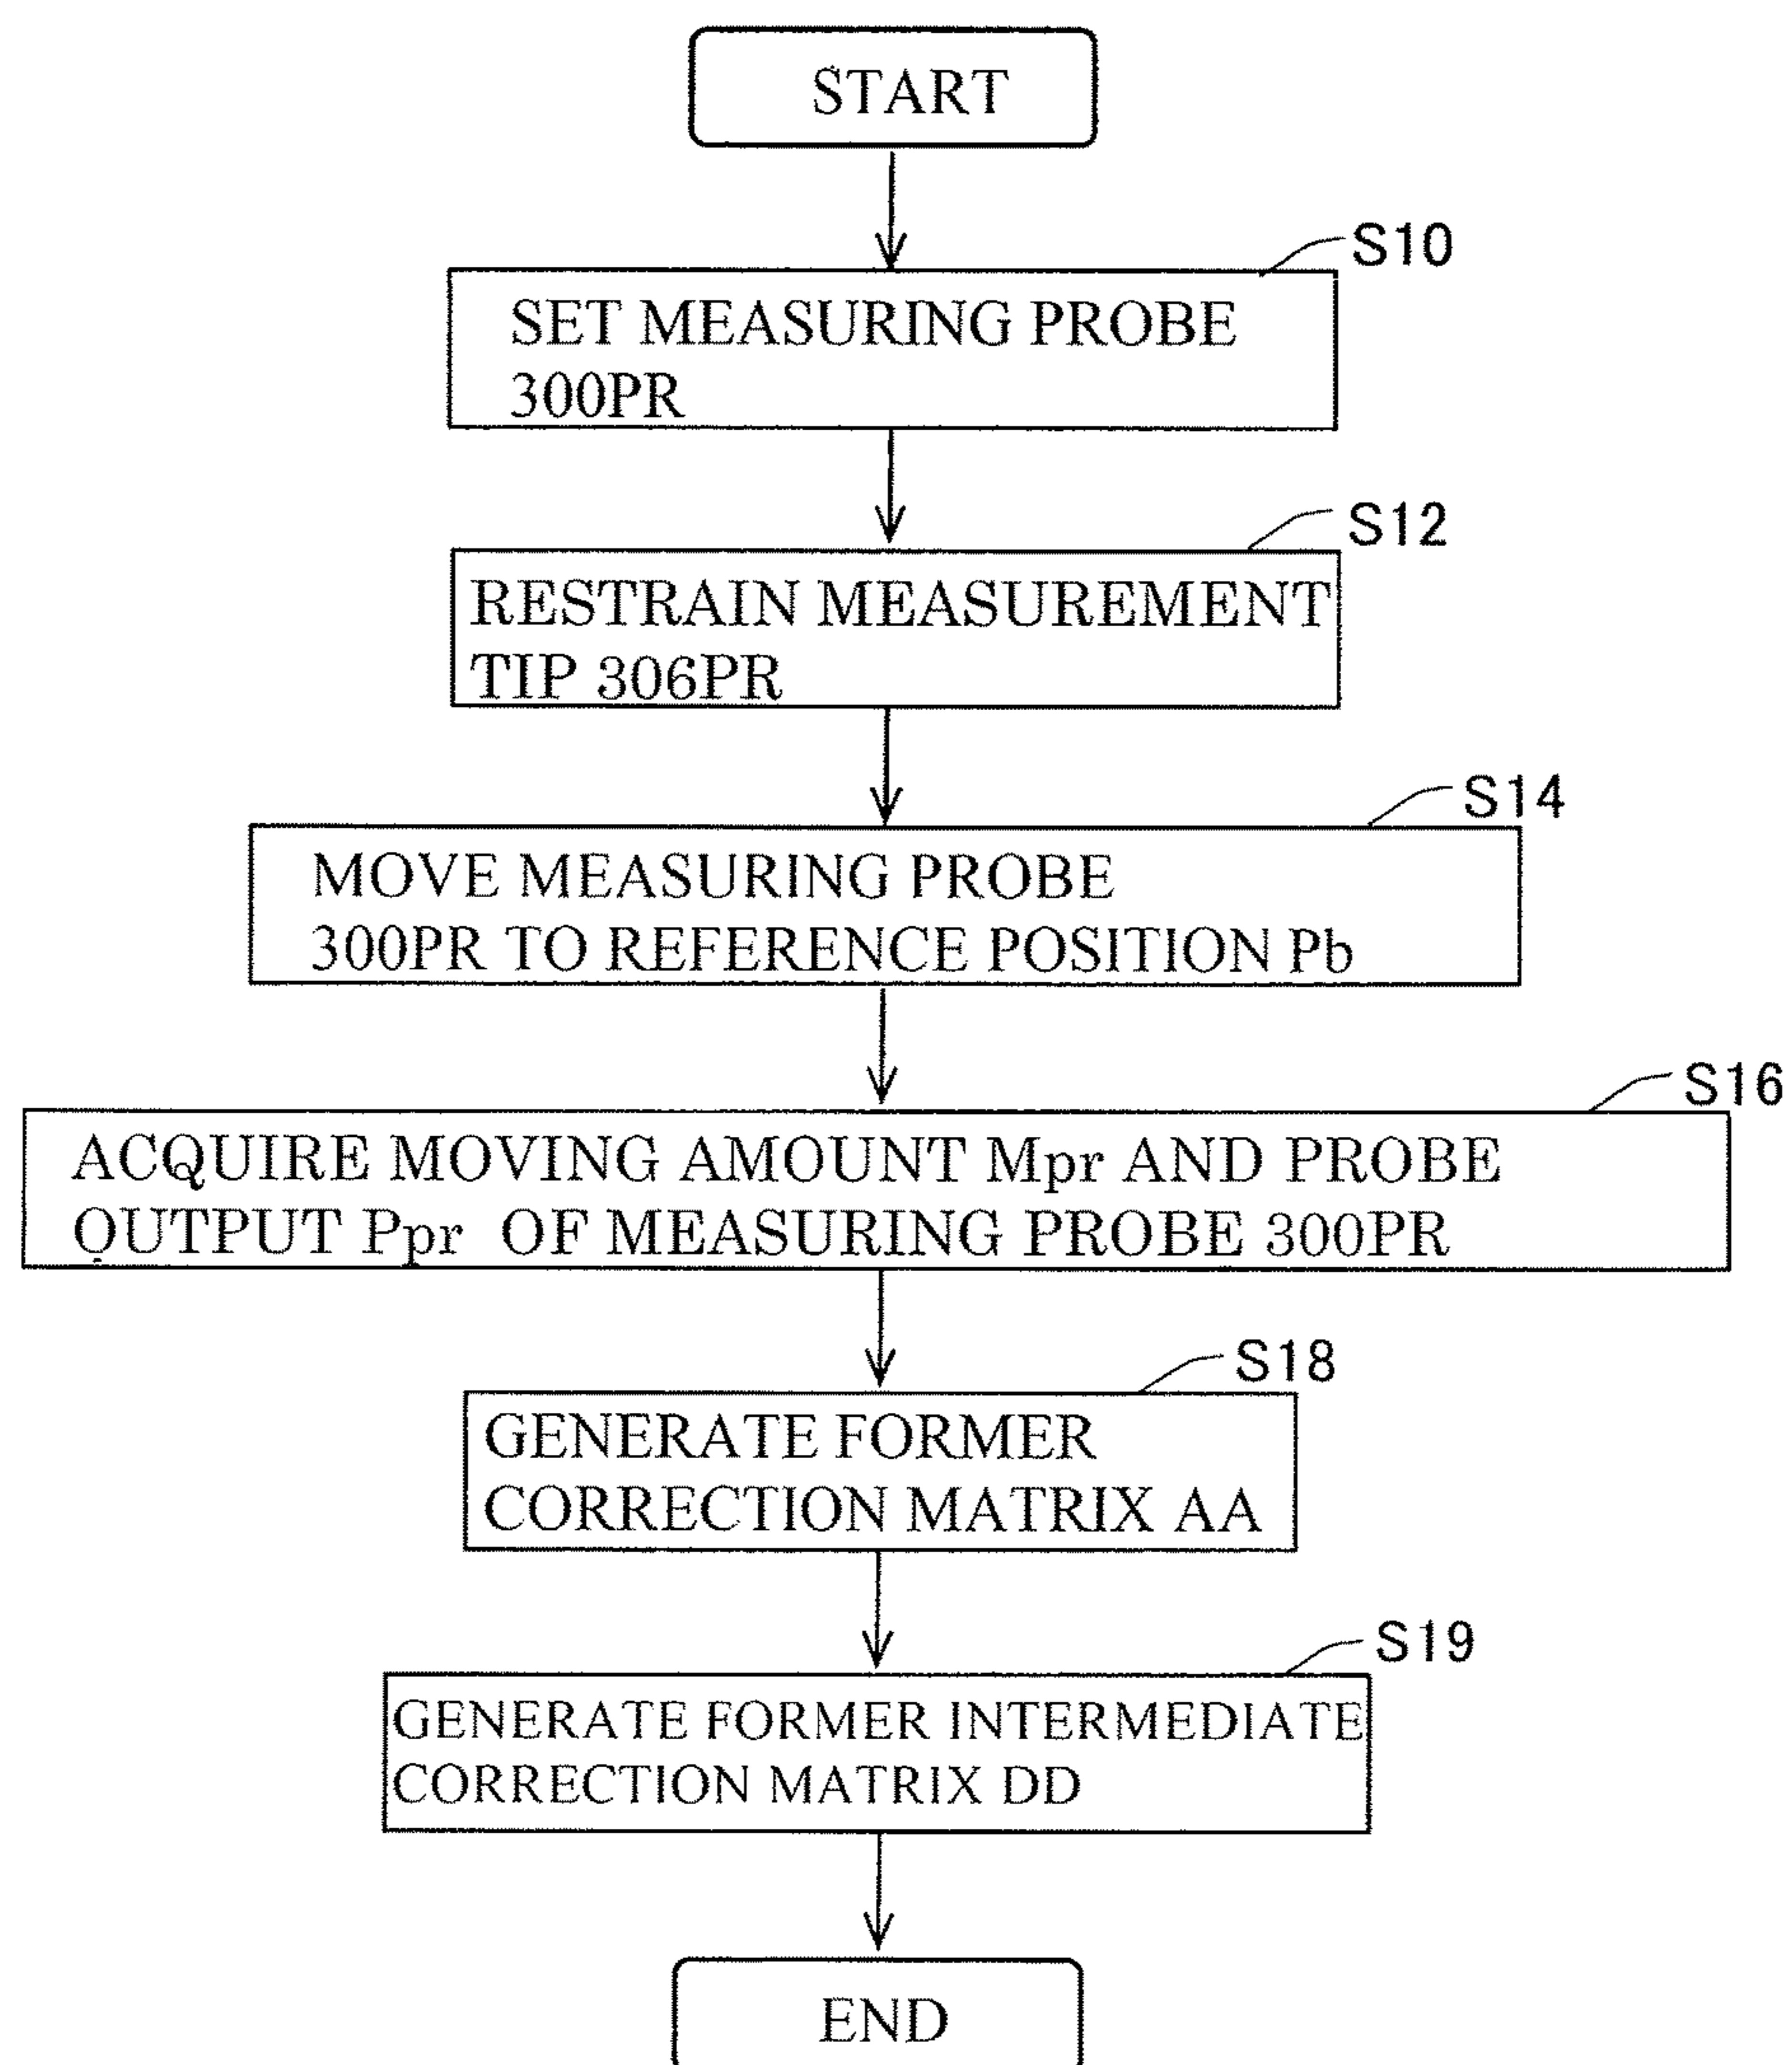 START
S10
SET MEASURING PROBE
300PR
S12
RESTRAIN MEASUREMENT
TIP 306PR
S14
MOVE MEASURING PROBE
300PR TO REFERENCE POSITION Pb
S16
ACQUIRE MOVING AMOUNT Mpr AND PROBE
OUTPUT Ppr OF MEASURING PROBE 300PR
S18
GENERATE FORMER
CORRECTION MATRIX AA
S19
GENERATE FORMER INTERMEDIATE
CORRECTION MATRIX DD
END